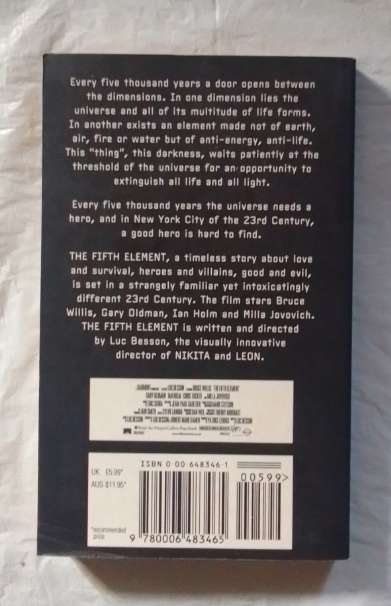 Every five thousand years a door opens between
the dimensions. In one dimension lies the
universe and all of its multitude of life forms.
In another exists an element made not of earth,
air, fire or water but of anti-energy, anti-life.
This "thing", this darkness, waits patiently at the
threshold of the universe for an opportunity to
extinguish all life and all light.
Every five thousand years the universe needs a
hero, and in New York City of the 23rd Century,
a good hero is hard to find.
THE FIFTH ELEMENT, a timeless story about love
and survival, heroes and villains, good and evil,
is set in a strangely familiar yet intoxicatingly
different 23rd Century. The film stars Bruce
Willis, Gary Oldman, Ian Holm and Milla Jovovich.
THE FIFTH ELEMENT is written and directed
by Luc Besson, the visually innovative
director of NIKITA and LEON.
ISBN 0 00 648346 1
UK £5.99*
AUS $11.95*
00599>
*recommended
price
9 780006 483465